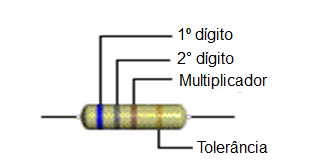 1º dígito
2° dígito
Multiplicador
Tolerância